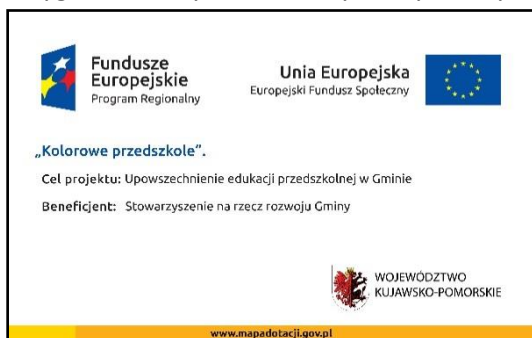 Fundusze
Europejskie
Program Regionalny
Unia Europejska
Europejski Fundusz Społeczny
„Kolorowe przedszkole”.
Cel projektu: Upowszechnienie edukacji przedszkolnej w Gminie
Beneficjent: Stowarzyszenie na rzecz rozwoju Gminy
WOJEWÓDZTWO
KUJAWSKO-POMORSKIE
www.mapadotacji.gov.pl